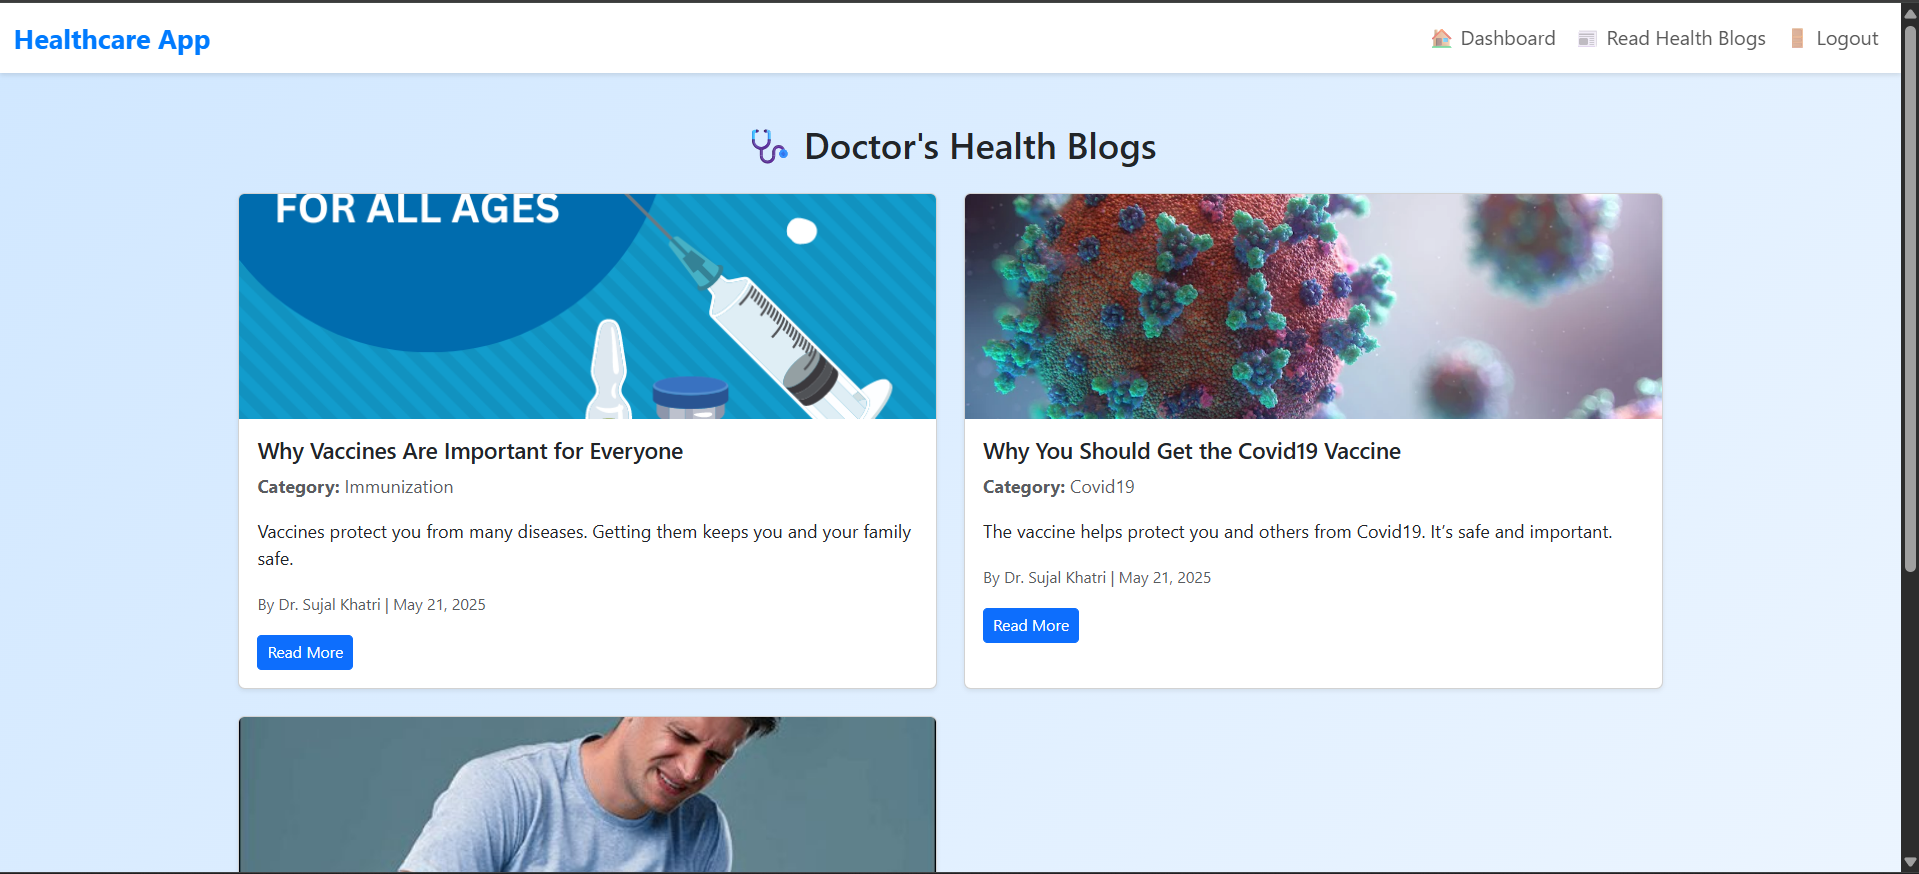 Healthcare App
Dashboard
Read Health Blogs
Logout
Doctor's Health Blogs
FOR ALL AGES
Why Vaccines Are Important for Everyone
Category: Immunization
Vaccines protect you from many diseases. Getting them keeps you and your family
safe.
By Dr. Sujal Khatri | May 21, 2025
Read More
Why You Should Get the Covid19 Vaccine
Category: Covid19
The vaccine helps protect you and others from Covid19. It’s safe and important.
By Dr. Sujal Khatri | May 21, 2025
Read More